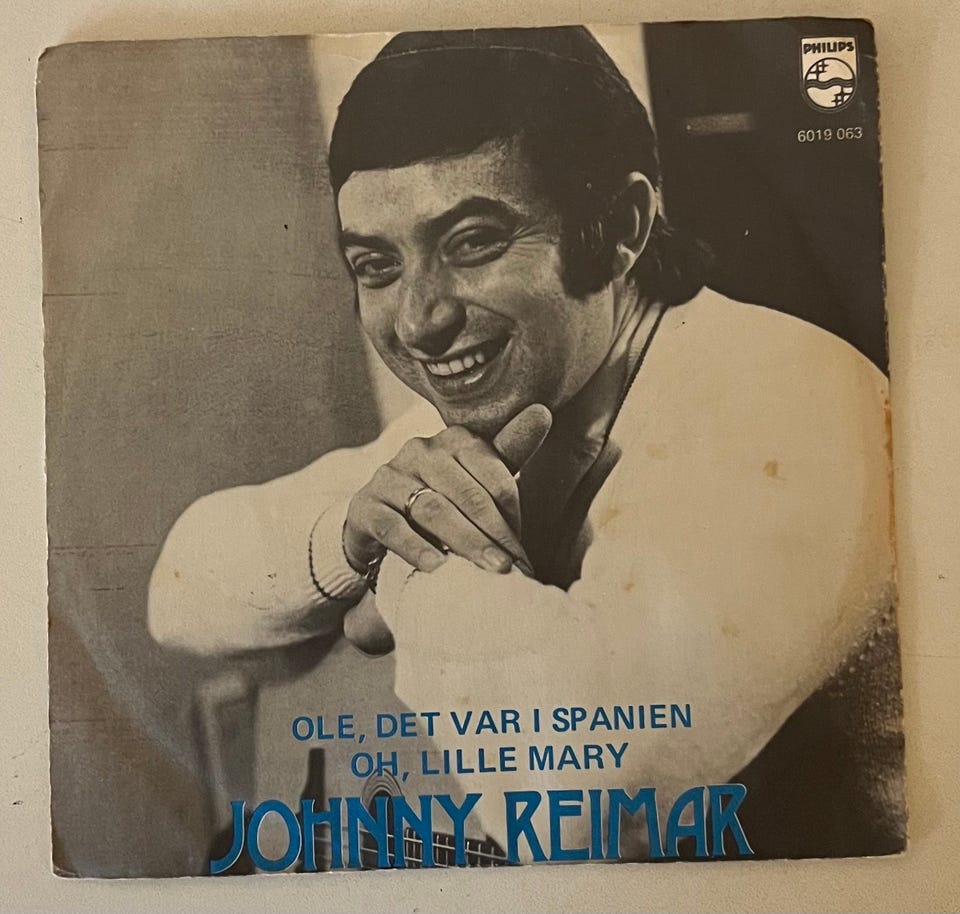 PHILIPS
6019 063
OLE, DET VAR I SPANIEN
OH, LILLE MARY
JOHNNY REIMAR